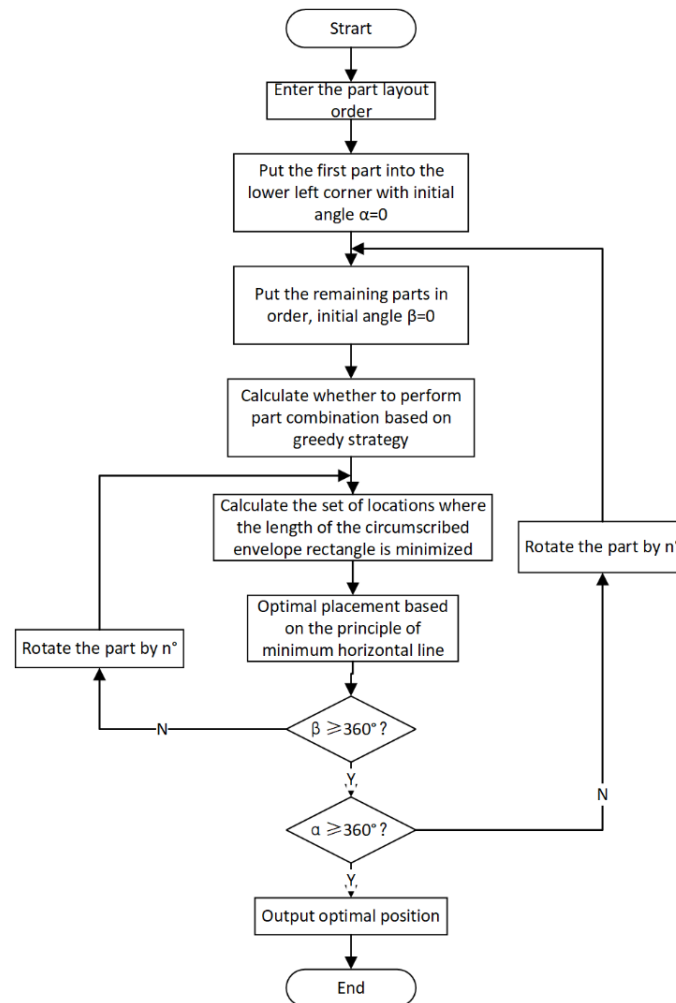 Strart
Enter the part layout
order
Put the first part into the
lower left corner with initial
angle α=0
Put the remaining parts in
order, initial angle β=0
Calculate whether to perform
part combination based on
greedy strategy
Calculate the set of locations where
the length of the circumscribed
envelope rectangle is minimized
Rotate the part by n°
Optimal placement based
on the principle of
minimum horizontal line
Rotate the part by n°
β ≥360°?
N
Y
N
α ≥360°?
Y
Output optimal position
End